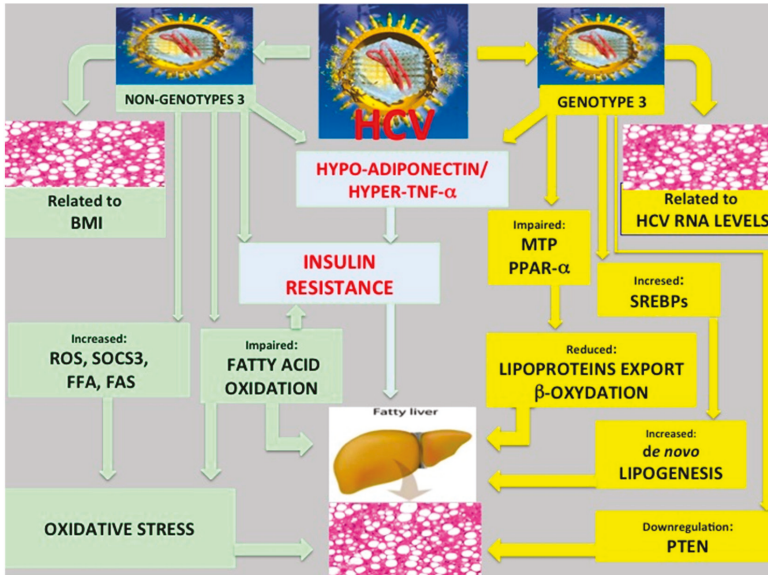 HCV
NON-GENOTYPES 3
GENOTYPE 3
HYPO-ADIPONECTIN/
HYPER-TNF-α
Related to
BMI
Related to
HCV RNA LEVELS
Impaired:
MTP
PPAR-α
INSULIN
RESISTANCE
Incresed:
SREBPs
Increased:
ROS, SOCS3,
FFA, FAS
Impaired:
FATTY ACID
OXIDATION
Reduced:
LIPOPROTEINS EXPORT
β-OXYDATION
Fatty liver
Increased:
de novo
LIPOGENESIS
OXIDATIVE STRESS
Downregulation:
PTEN